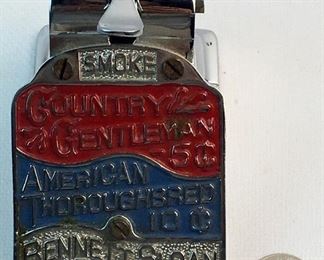 SMOKE
COUNTRY
GENTLEMAN
5¢
AMERICAN
THOROUGHBRED
10¢